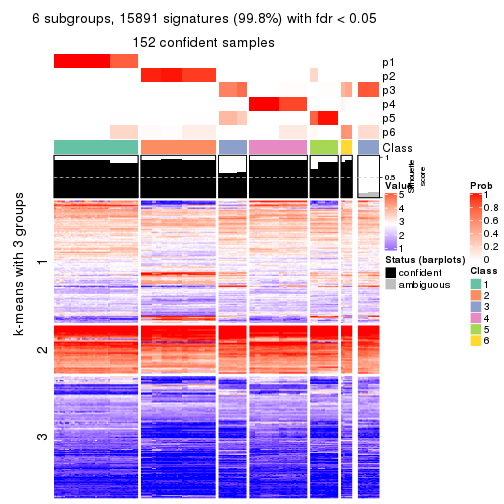 6 subgroups, 15891 signatures (99.8%) with fdr < 0.05
152 confident samples
p1
p2
p3
p4
p5
p6
Class
1
0.5
Silhouette
score
k-means with 3 groups
1
2
3
Value
5
4
3
2
1
Status (barplots)
confident
ambiguous
Prob
1
0.8
0.6
0.4
0.2
0
Class
1
2
3
4
5
6